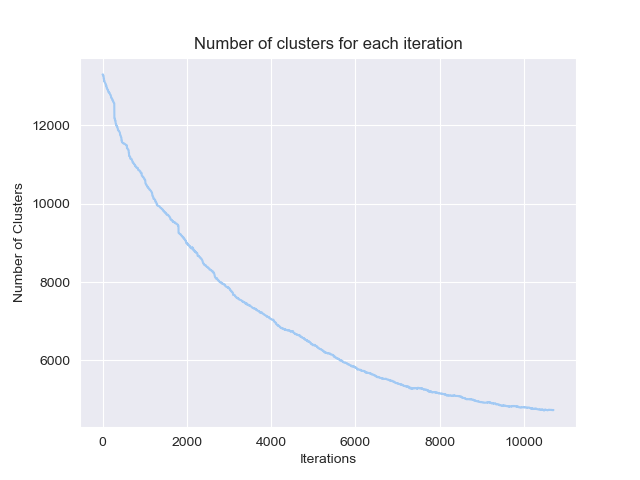 Number of clusters for each iteration
12000
10000
8000
6000
Number of Clusters
0 2000 4000 6000 8000 10000
Iterations